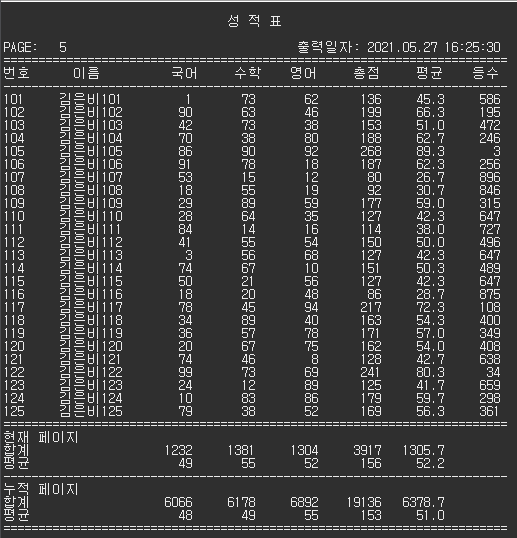 성 적 표
PAGE: 5 출력일자: 2021.05.27 16:25:30
==================================================================
번호 이름 국어 수학 영어 총점 평균 등수
------------------------------------------------------------------
101 김은비101 1 73 62 136 45.3 586
102 김은비102 90 63 46 199 66.3 195
103 김은비103 42 73 38 153 51.0 472
104 김은비104 70 38 80 188 62.7 246
105 김은비105 86 90 92 268 89.3 3
106 김은비106 91 78 18 187 62.3 256
107 김은비107 53 15 12 80 26.7 896
108 김은비108 18 55 19 92 30.7 846
109 김은비109 29 89 59 177 59.0 315
110 김은비110 28 64 35 127 42.3 647
111 김은비111 84 14 16 114 38.0 727
112 김은비112 41 55 54 150 50.0 496
113 김은비113 3 56 68 127 42.3 647
114 김은비114 74 67 10 151 50.3 489
115 김은비115 50 21 56 127 42.3 647
116 김은비116 18 20 48 86 28.7 875
117 김은비117 78 45 94 217 72.3 108
118 김은비118 34 89 40 163 54.3 400
119 김은비119 36 57 78 171 57.0 349
120 김은비120 20 67 75 162 54.0 408
121 김은비121 74 46 8 128 42.7 638
122 김은비122 99 73 69 241 80.3 34
123 김은비123 24 12 89 125 41.7 659
124 김은비124 10 83 86 179 59.7 298
125 김은비125 79 38 52 169 56.3 361
==================================================================
현재 페이지
합계 1232 1381 1304 3917 1305.7
평균 49 55 52 156 52.2
------------------------------------------------------------------
누적 페이지
합계 6066 6178 6892 19136 6378.7
평균 48 49 55 153 51.0
==================================================================